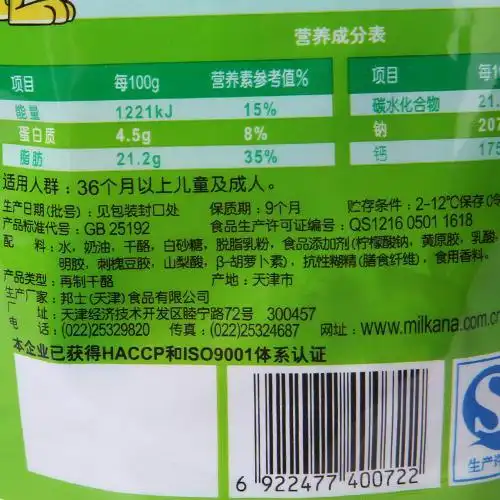 营养成分表
项目 每100g 营养素参考值% 项目 每1
能量 1221kJ 15% 碳水化合物 21.
蛋白质 4.5g 8% 钠 207
脂肪 21.2g 35% 钙 175
适用人群:36个月以上儿童及成人。
生产日期(批号):见包装封口处 保质期:9个月 贮存条件:2-12℃保存
产品标准代号:GB 25192 食品生产许可证编号:QS1216 0501 1618
配 料:水,奶油,干酪,白砂糖,脱脂乳粉,食品添加剂(柠檬酸钠,黄原胶,乳酸,
明胶,刺槐豆胶,山梨酸,β-胡萝卜素),抗性糊精(膳食纤维),食用香料。
产品类型:再制干酪 产地:天津市
生产厂家:邦士(天津)食品有限公司
厂 址:天津经济技术开发区睦宁路72号 300457
电 话:(022)25329820 传真:(022)25324687 网址:www.milkana.com.cn
本企业已获得HACCP和ISO9001体系认证
6 922477 400722
生产许